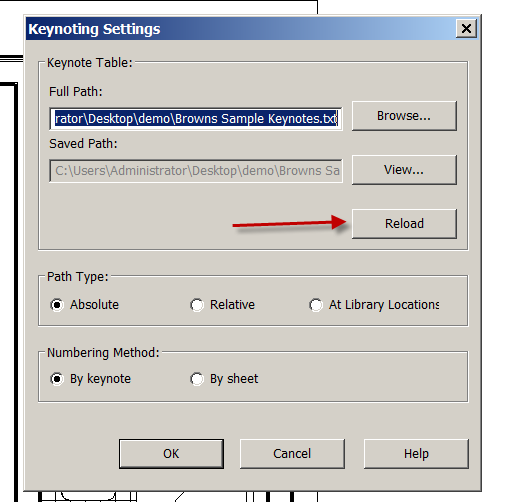 Keynoting Settings
Keynote Table:
Full Path:
rator\Desktop\demo\Browns Sample Keynotes.txt
Browse...
Saved Path:
C:\Users\Administrator\Desktop\demo\Browns Sa
View...
Reload
Path Type:
Absolute
Relative
At Library Locations
Numbering Method:
By keynote
By sheet
OK
Cancel
Help